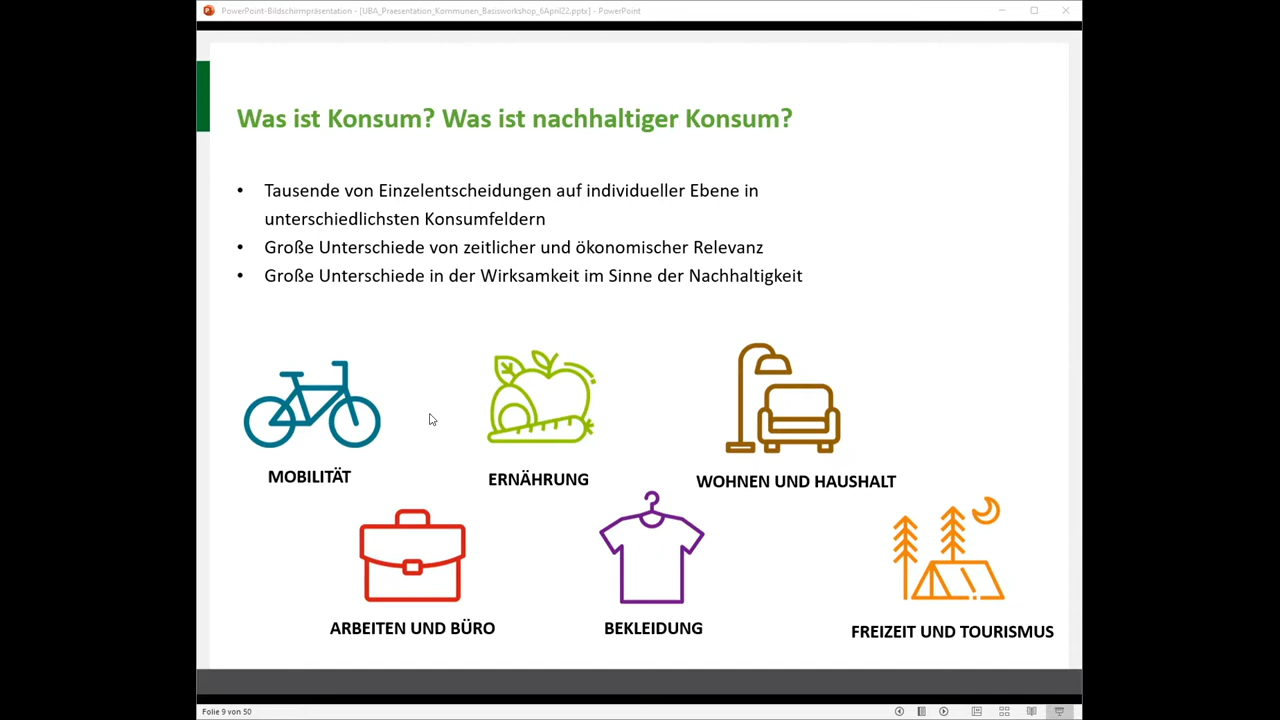 PowerPoint-Bildschirmpräsentation - [UBA_Praesentation_Kommunen_Basisworkshop_6April22.pptx] - PowerPoint
Was ist Konsum? Was ist nachhaltiger Konsum?
• Tausende von Einzelentscheidungen auf individueller Ebene in
unterschiedlichsten Konsumfeldern
• Große Unterschiede von zeitlicher und ökonomischer Relevanz
• Große Unterschiede in der Wirksamkeit im Sinne der Nachhaltigkeit
MOBILITÄT
ERNÄHRUNG
WOHNEN UND HAUSHALT
ARBEITEN UND BÜRO
BEKLEIDUNG
FREIZEIT UND TOURISMUS
Folie 9 von 50